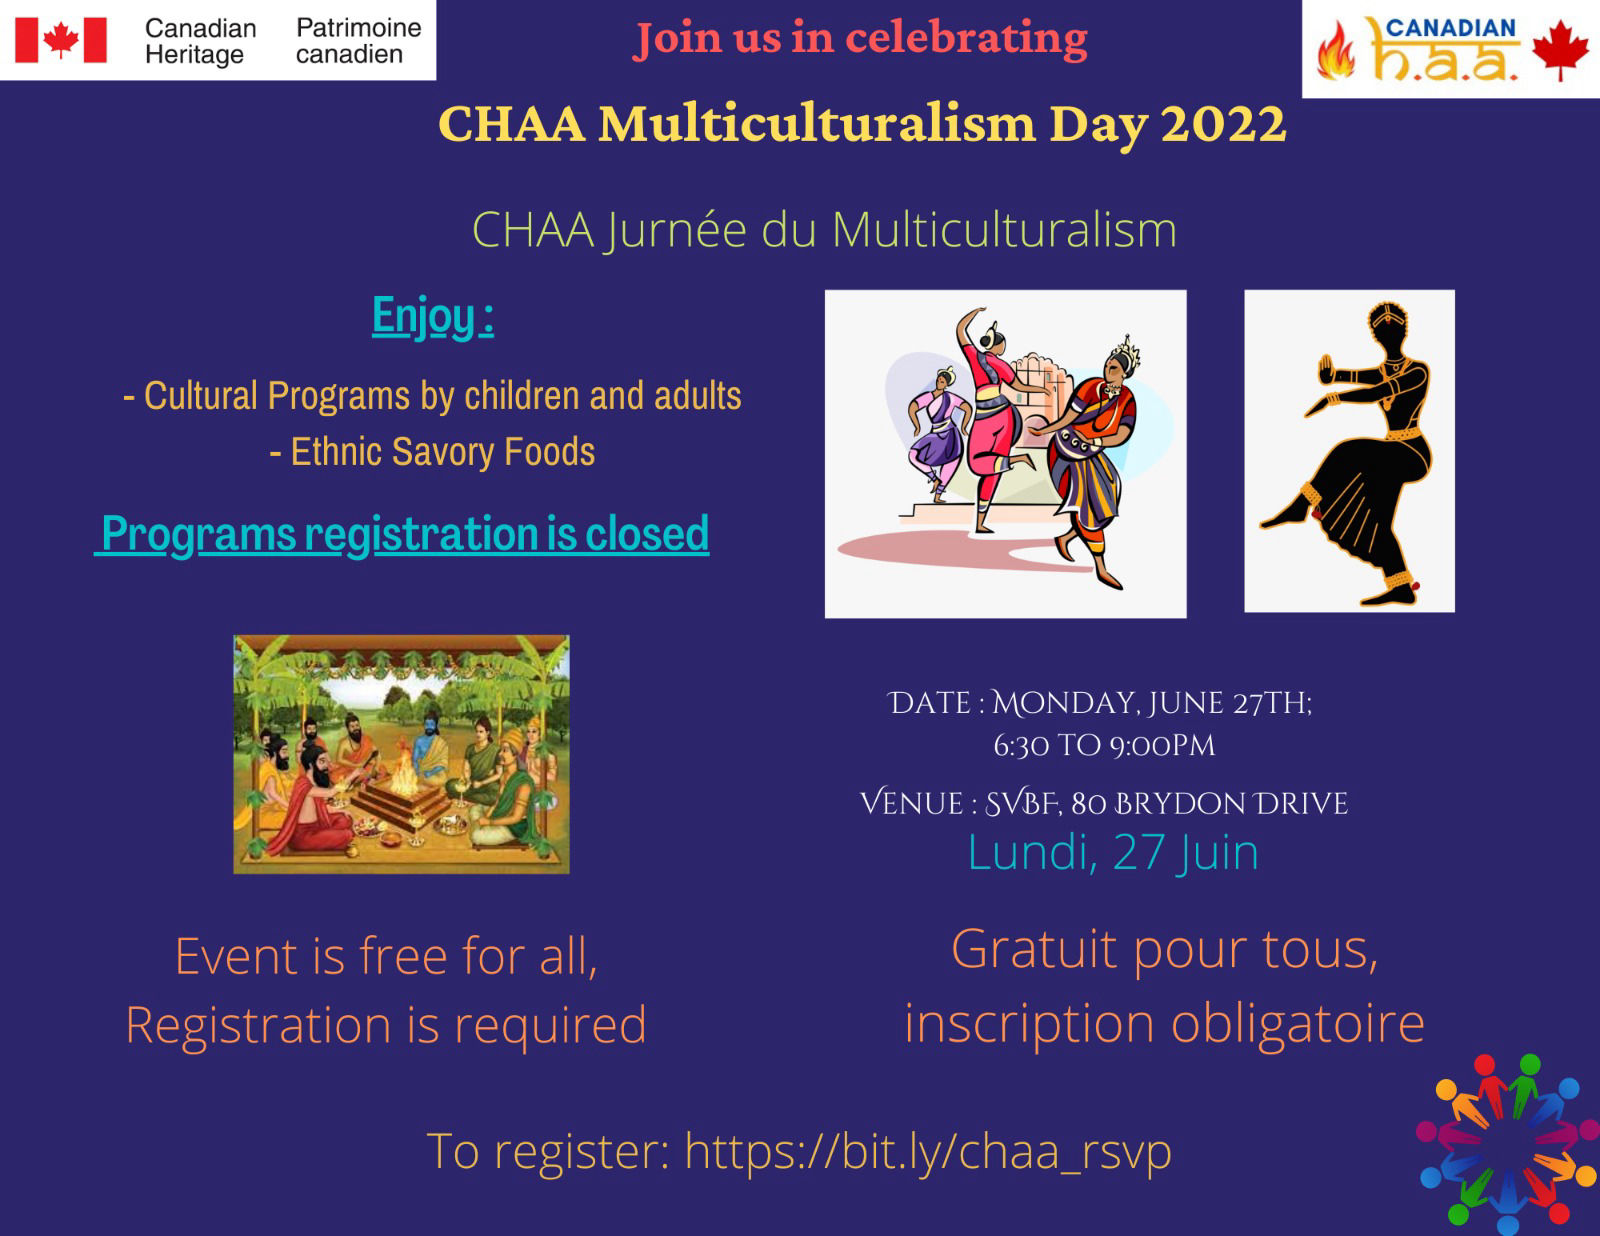 Canadian Heritage
Patrimoine canadien
CANADIAN
h.a.a.
Join us in celebrating
CHAA Multiculturalism Day 2022
CHAA Jurnée du Multiculturalism
Enjoy :
- Cultural Programs by children and adults
- Ethnic Savory Foods
Programs registration is closed
DATE : MONDAY, JUNE 27TH;
6:30 TO 9:00PM
VENUE : SVBF, 80 BRYDON DRIVE
Lundi, 27 Juin
Event is free for all,
Registration is required
Gratuit pour tous,
inscription obligatoire
To register: https://bit.ly/chaa_rsvp